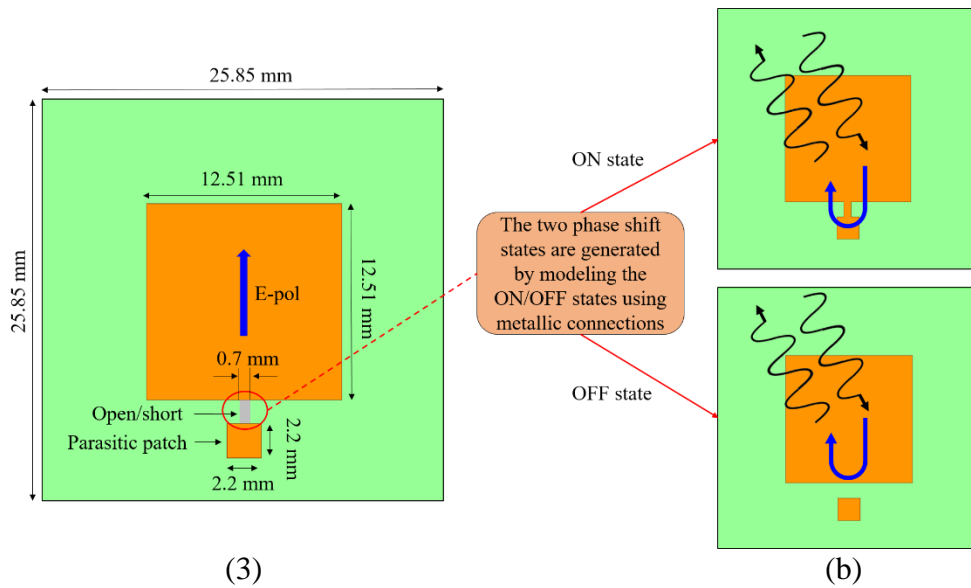 25.85 mm
25.85 mm
12.51 mm
12.51 mm
E-pol
0.7 mm
Open/short
Parasitic patch
2.2 mm
2.2 mm
(3)
The two phase shift
states are generated
by modeling the
ON/OFF states using
metallic connections
ON state
OFF state
(b)